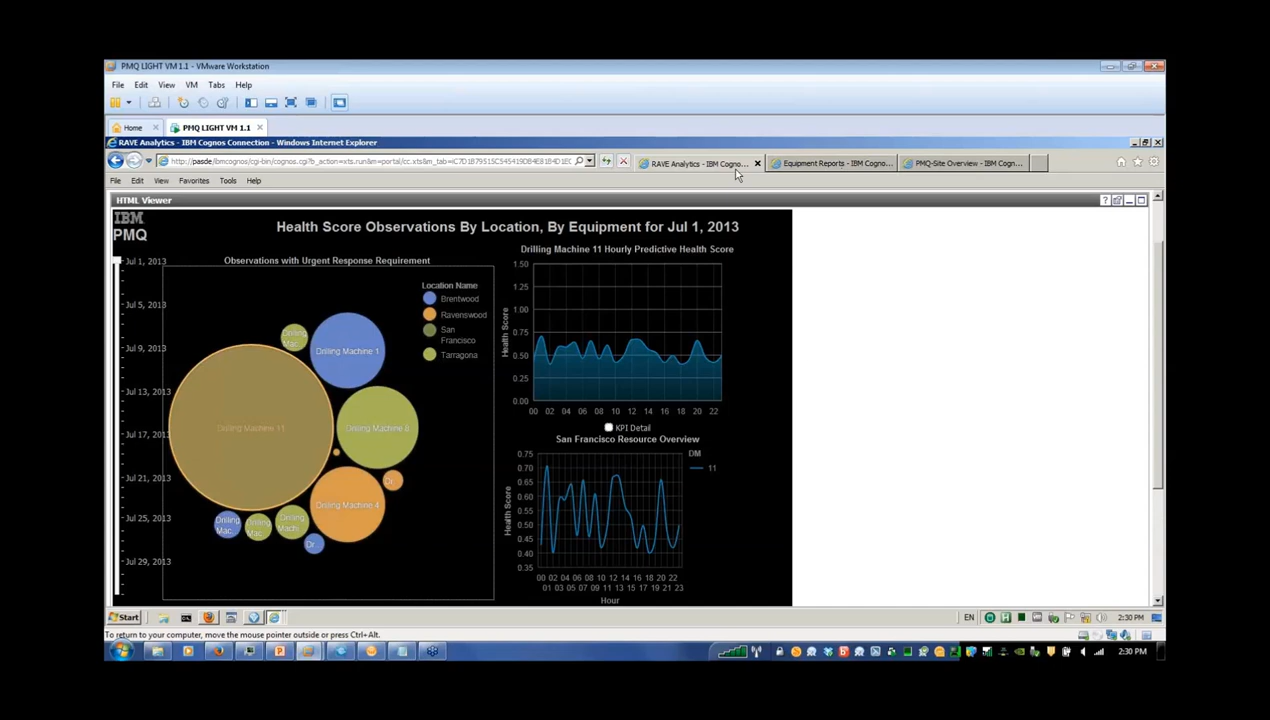 PMQ LIGHT VM 1.1 - VMware Workstation
File Edit View VM Tabs Help
Home PMQ LIGHT VM 1.1
RAVE Analytics - IBM Cognos Connection - Windows Internet Explorer
RAVE Analytics - IBM Cogno... Equipment Reports - IBM Cogno... PMQ-Site Overview - IBM Cogn...
File Edit View Favorites Tools Help
HTML Viewer
IBM
PMQ
Health Score Observations By Location, By Equipment for Jul 1, 2013
Jul 1, 2013
Jul 5, 2013
Jul 9, 2013
Jul 13, 2013
Jul 17, 2013
Jul 21, 2013
Jul 25, 2013
Jul 29, 2013
Observations with Urgent Response Requirement
Location Name
Brentwood
Ravenswood
San
Francisco
Tarragona
Drilling
Mac..
Drilling Machine 1
Drilling Machine 11
Drilling Machine 8
Dr..
Drilling Machine 4
Drilling
Mac..
Drilling
Mac..
Drilling
Machi..
Dr..
Drilling Machine 11 Hourly Predictive Health Score
Health Score
1.50
1.25
1.00
0.75
0.50
0.25
0.00
00 02 04 06 08 10 12 14 16 18 20 22
KPI Detail
San Francisco Resource Overview
DM
11
Health Score
0.75
0.70
0.65
0.60
0.55
0.50
0.45
0.40
0.35
00 02 04 06 08 10 12 14 16 18 20 22
01 03 05 07 09 11 13 15 17 19 21 23
Hour
Start
EN
2:30 PM
To return to your computer, move the mouse pointer outside or press Ctrl+Alt.
2:30 PM